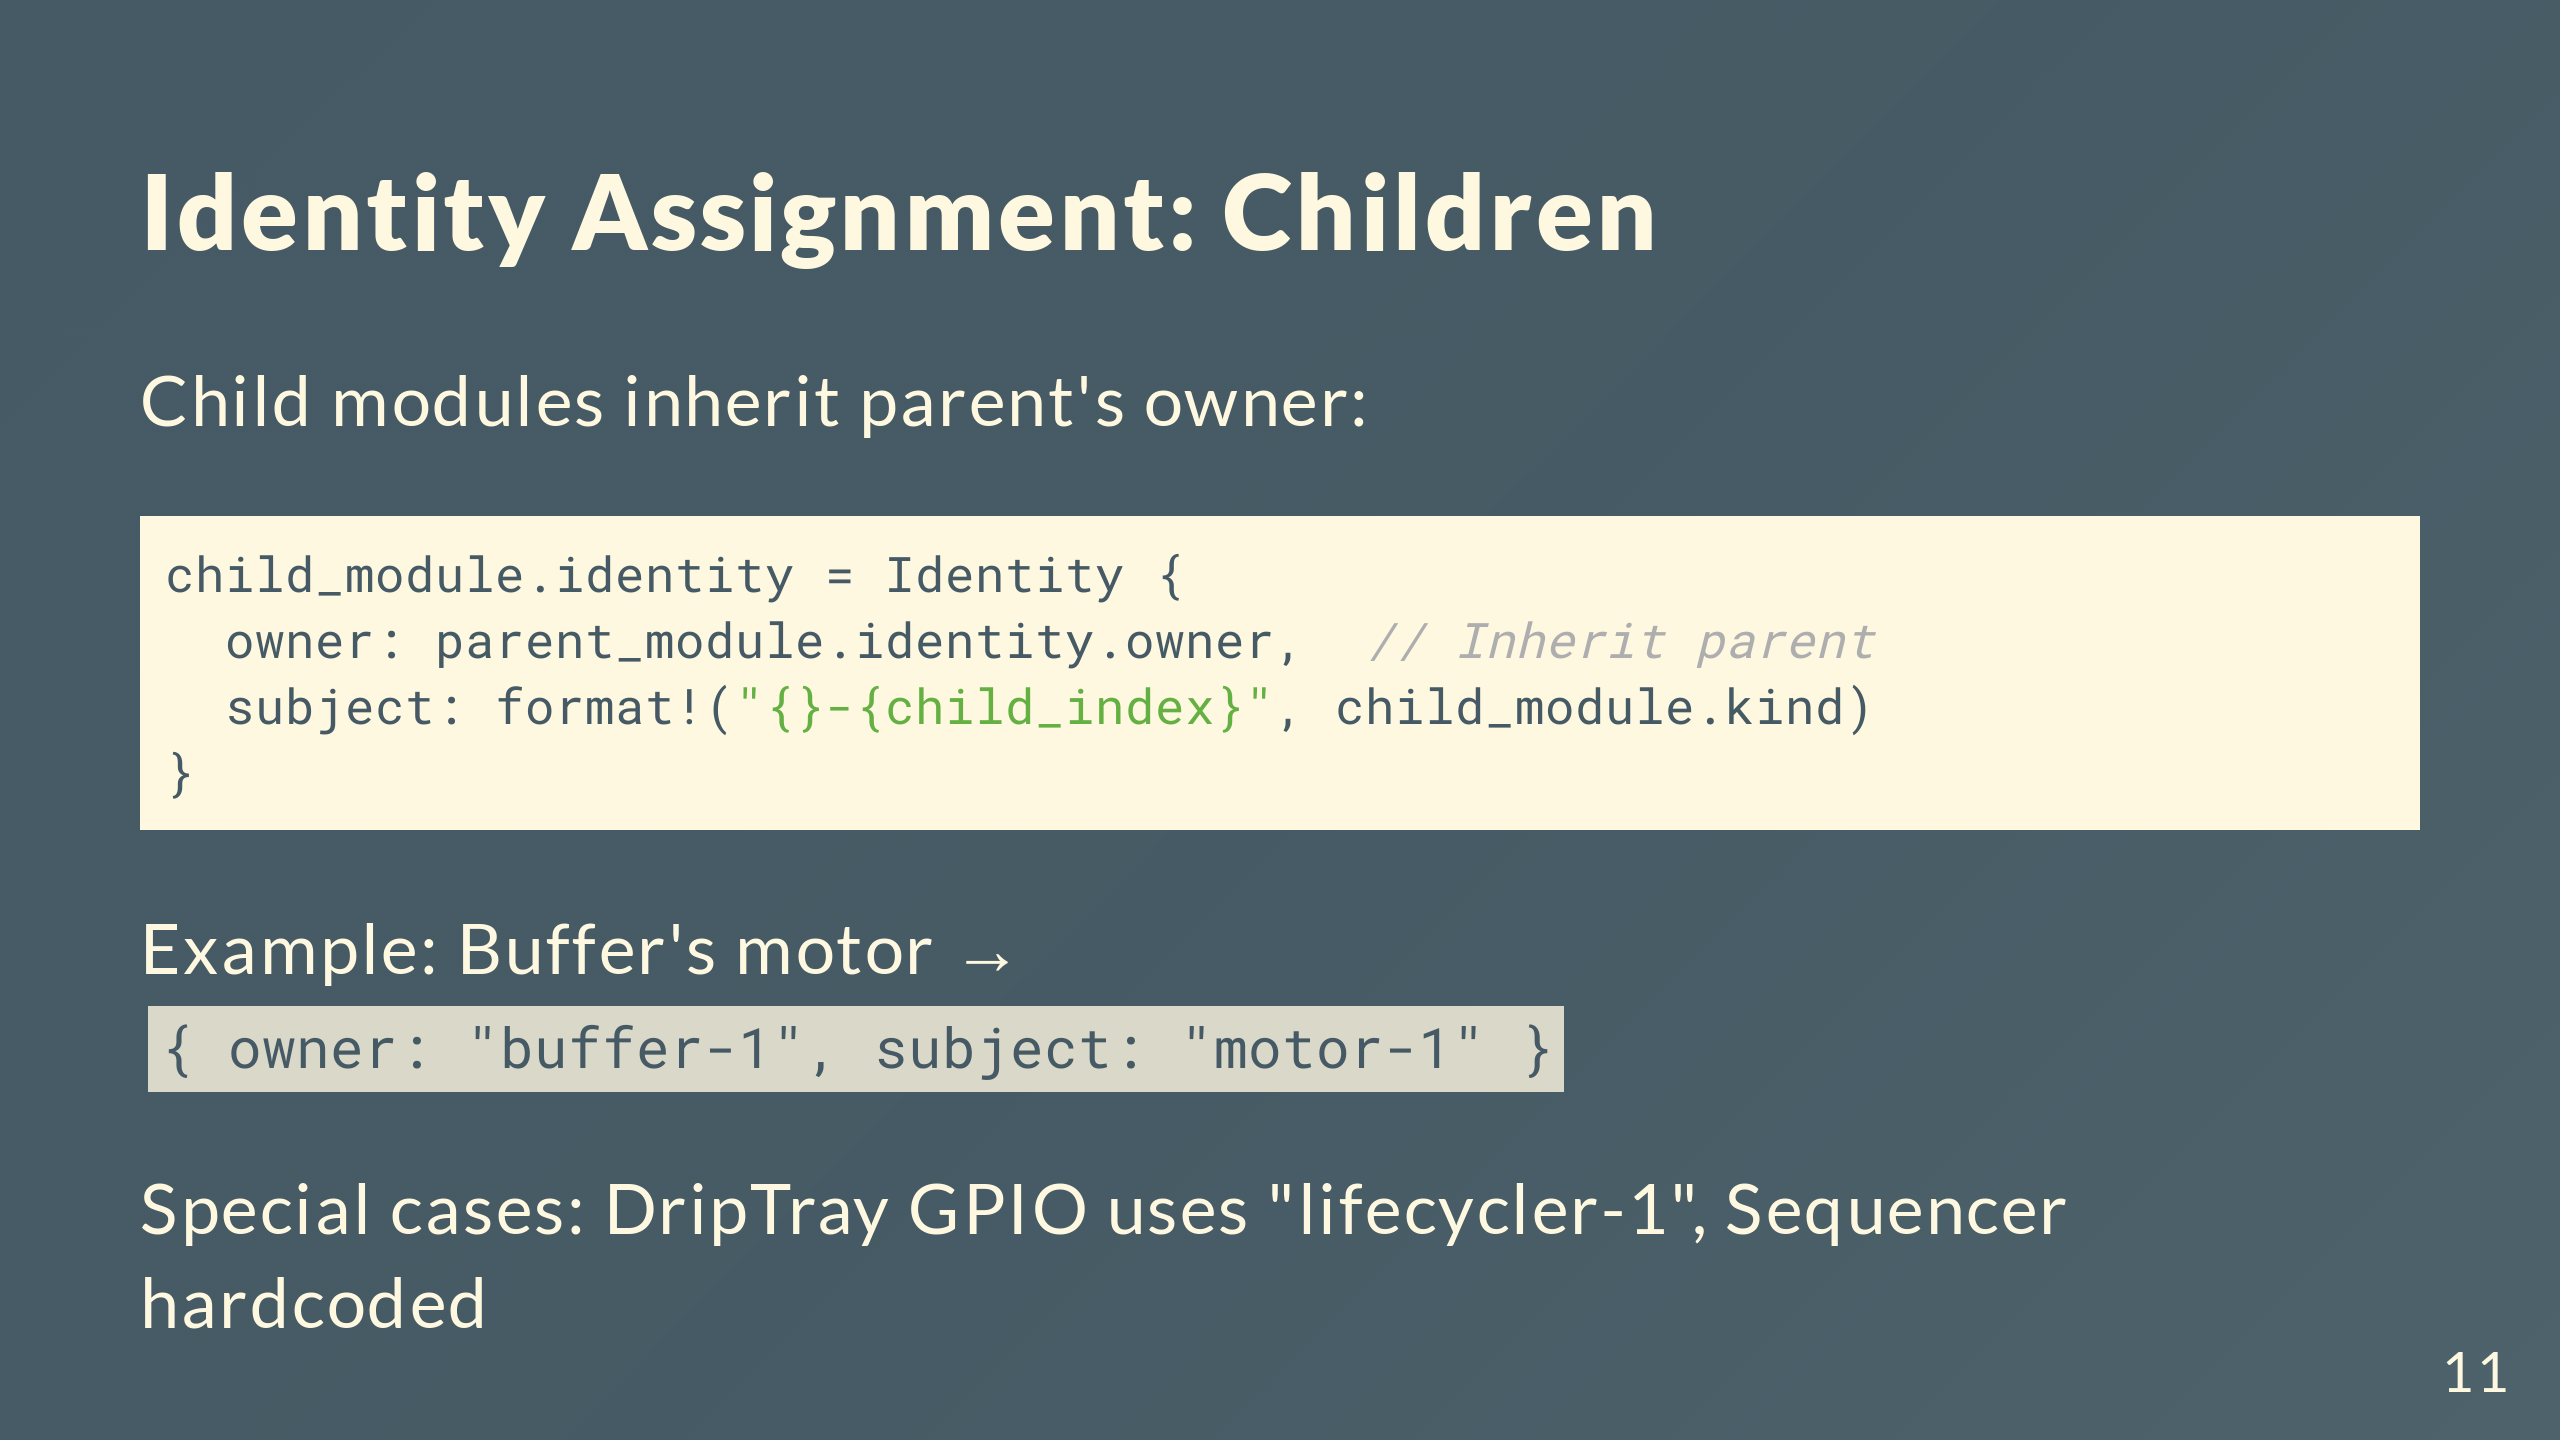 Identity Assignment: Children
Child modules inherit parent's owner:
child_module.identity = Identity {
  owner: parent_module.identity.owner,  // Inherit parent
  subject: format!("{}-{child_index}", child_module.kind)
}
Example: Buffer's motor →
{ owner: "buffer-1", subject: "motor-1" }
Special cases: DripTray GPIO uses "lifecycler-1", Sequencer
hardcoded
11